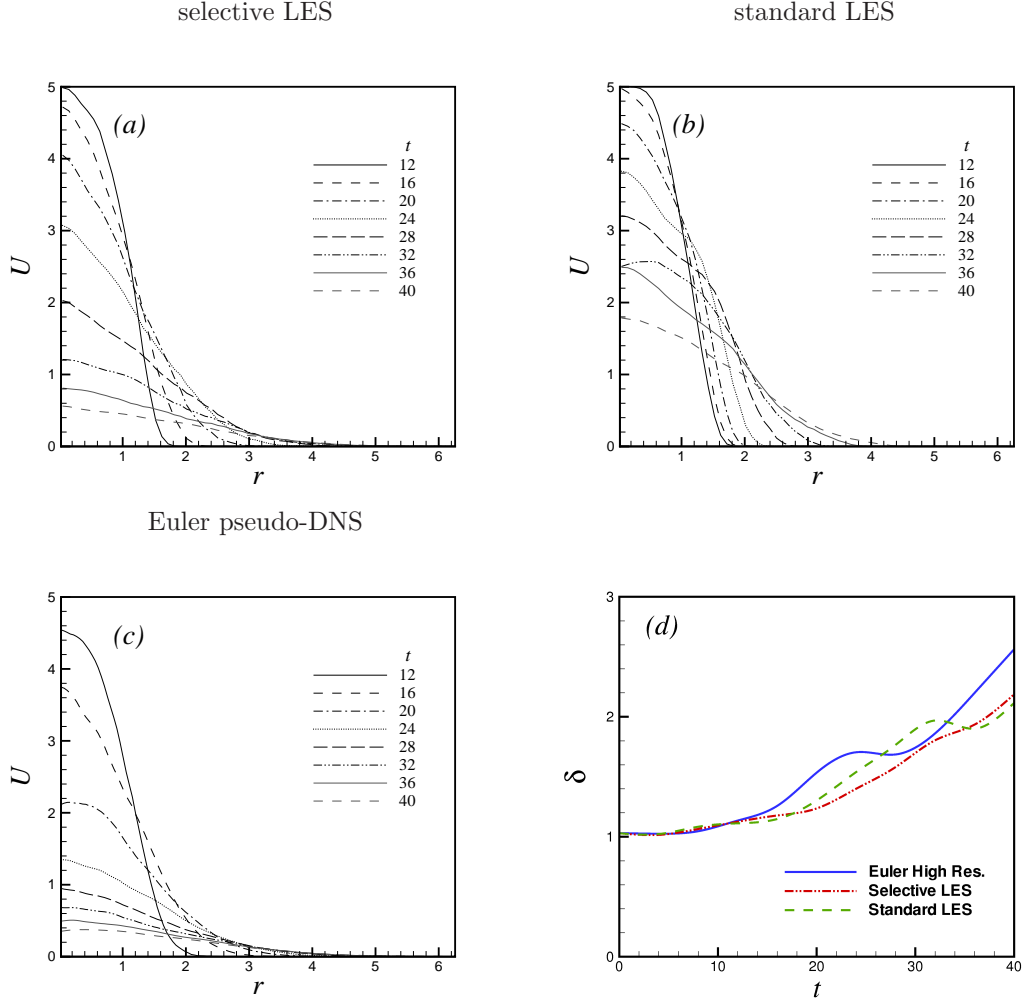 selective LES
standard LES
(a)
U
5
4
3
2
1
0
t
12
16
20
24
28
32
36
40
1 2 3 4 5 6
r
(b)
U
5
4
3
2
1
0
t
12
16
20
24
28
32
36
40
1 2 3 4 5 6
r
Euler pseudo-DNS
(c)
U
5
4
3
2
1
0
t
12
16
20
24
28
32
36
40
1 2 3 4 5 6
r
(d)
δ
3
2
1
0
Euler High Res.
Selective LES
Standard LES
0 10 20 30 40
t